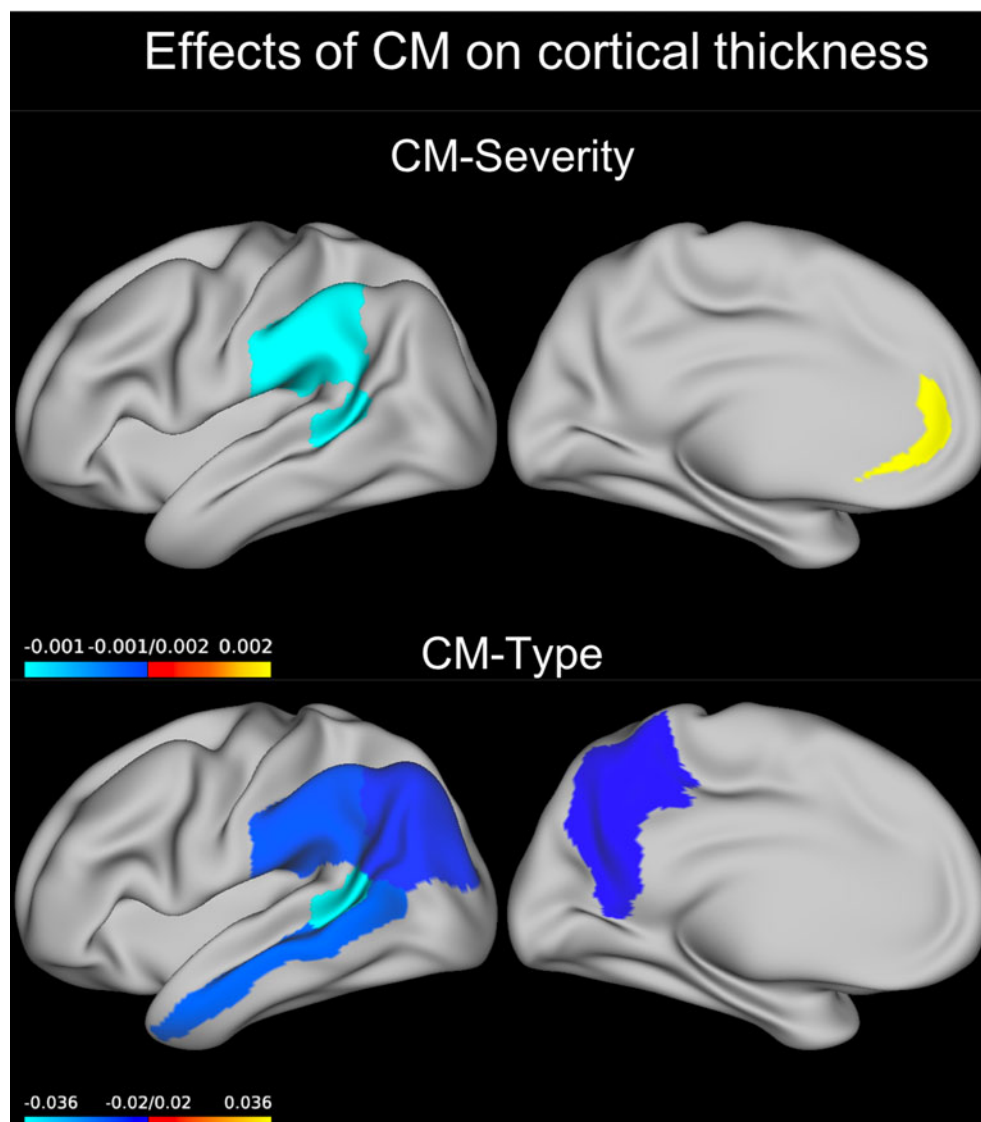 Effects of CM on cortical thickness
CM-Severity
-0.001 -0.001/0.002 0.002
CM-Type
-0.036 -0.02/0.02 0.036